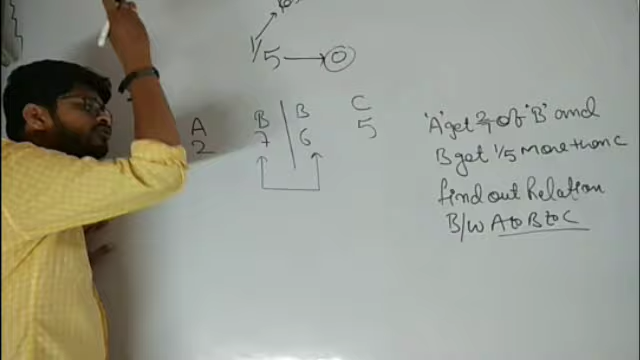 1/5 → 0
A B B C
2 7 6 5
'A' get 2/7 of 'B' and
B get 1/5 more than C
find out Relation
B/W A to B to C